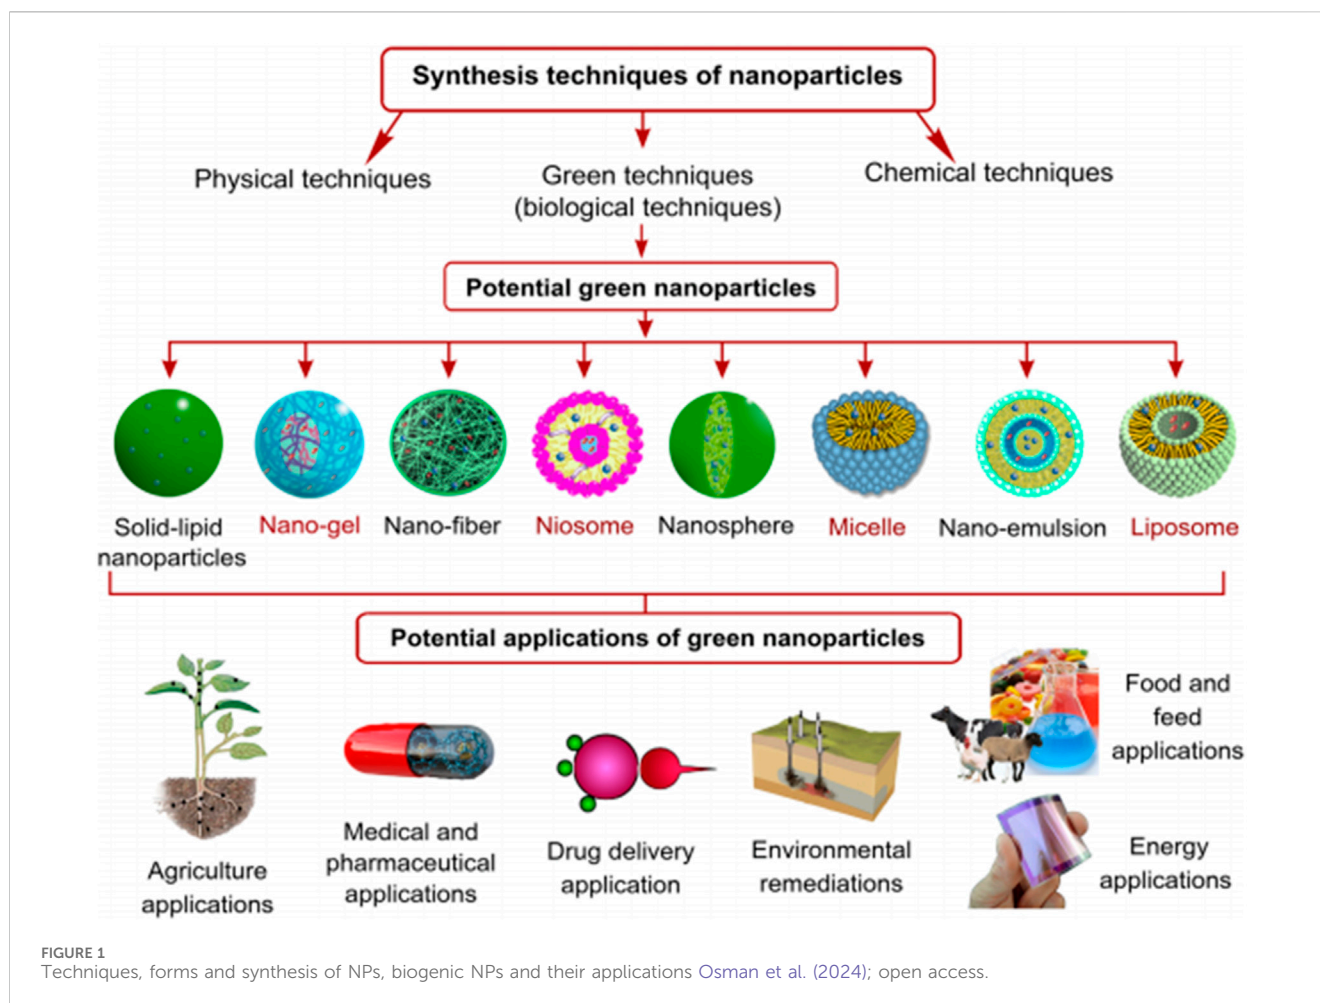 Synthesis techniques of nanoparticles
Physical techniques
Green techniques
(biological techniques)
Chemical techniques
Potential green nanoparticles
Solid-lipid
nanoparticles
Nano-gel
Nano-fiber
Niosome
Nanosphere
Micelle
Nano-emulsion
Liposome
Potential applications of green nanoparticles
Agriculture
applications
Medical and
pharmaceutical
applications
Drug delivery
application
Environmental
remediations
Food and
feed
applications
Energy
applications
FIGURE 1
Techniques, forms and synthesis of NPs, biogenic NPs and their applications Osman et al. (2024); open access.